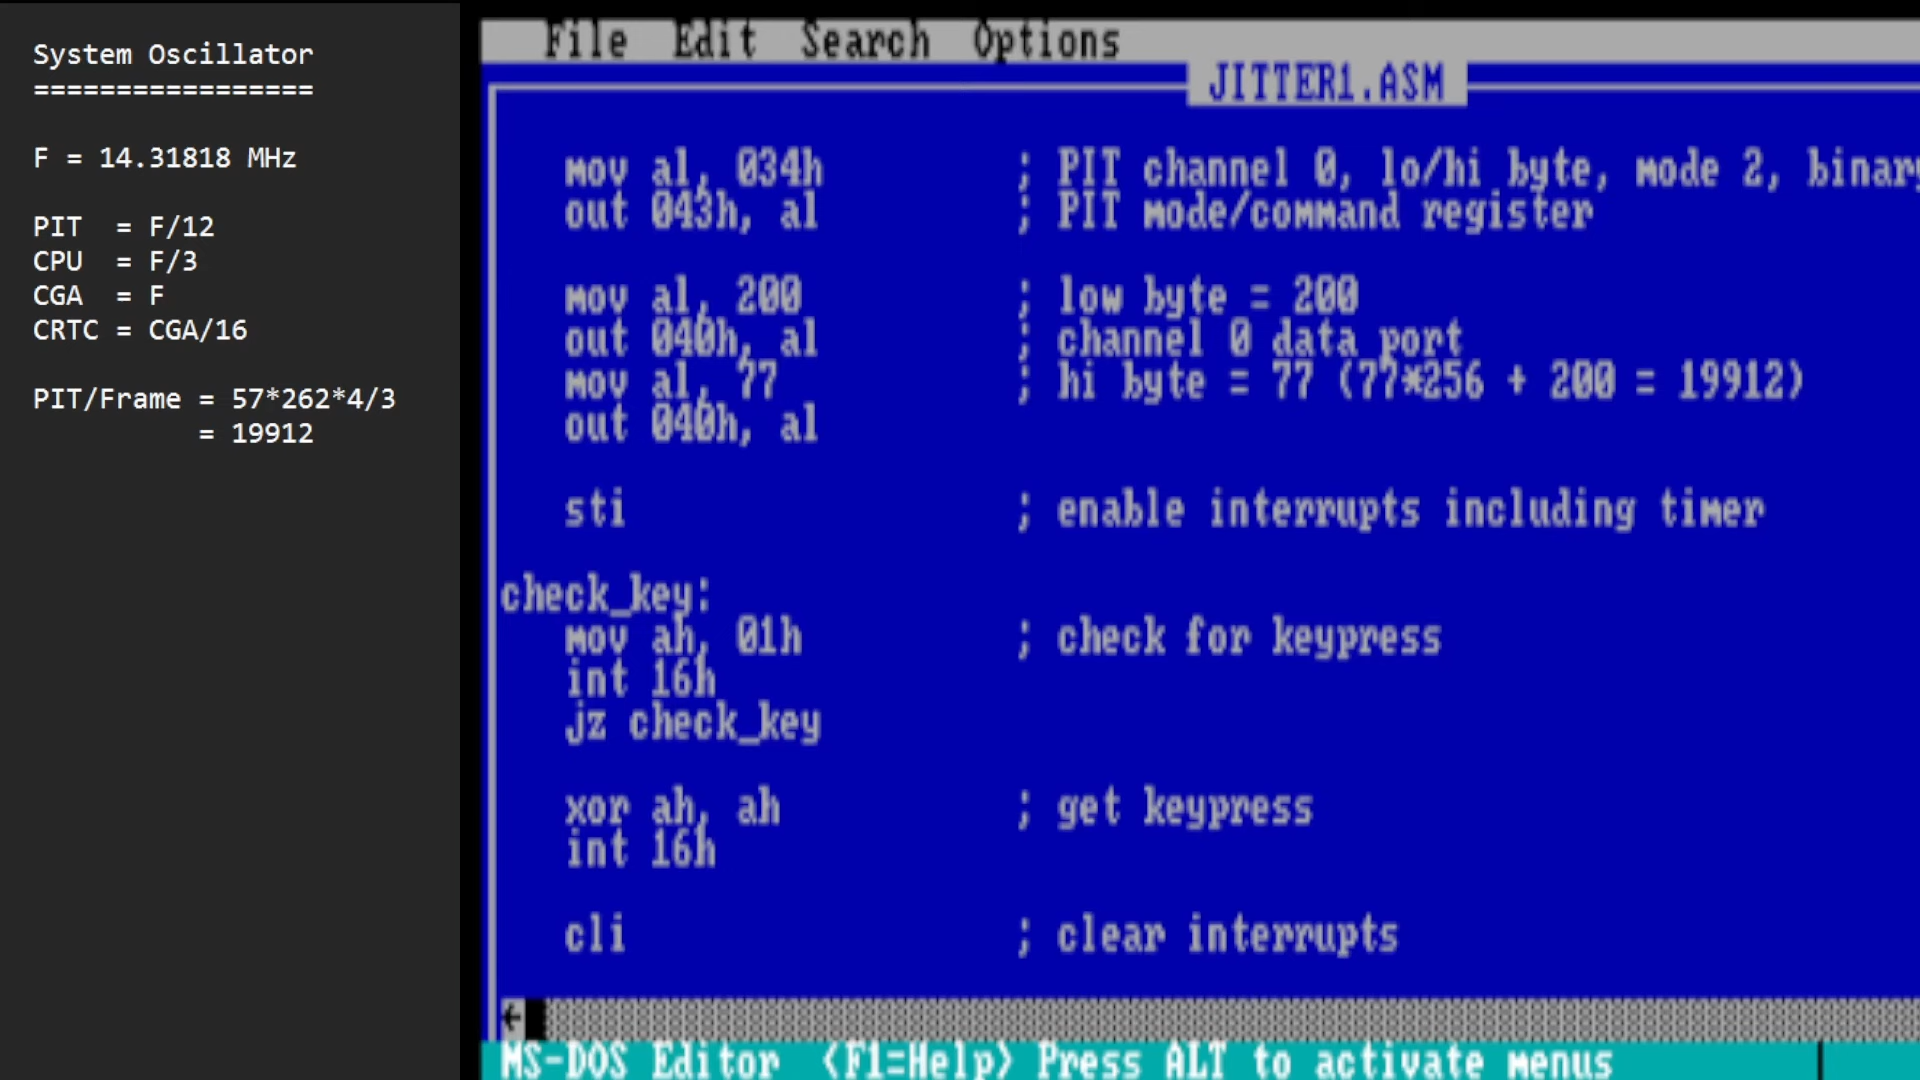 System Oscillator
=================
F = 14.31818 MHz
PIT  = F/12
CPU  = F/3
CGA  = F
CRTC = CGA/16
PIT/Frame = 57*262*4/3
          = 19912
File  Edit  Search  Options
JITTER1.ASM
mov al, 034h ; PIT channel 0, lo/hi byte, mode 2, binary
out 043h, al ; PIT mode/command register
mov al, 200 ; low byte = 200
out 040h, al ; channel 0 data port
mov al, 77 ; hi byte = 77 (77*256 + 200 = 19912)
out 040h, al
sti ; enable interrupts including timer
check_key:
mov ah, 01h ; check for keypress
int 16h
jz check_key
xor ah, ah ; get keypress
int 16h
cli ; clear interrupts
←
MS-DOS Editor  <F1=Help> Press ALT to activate menus